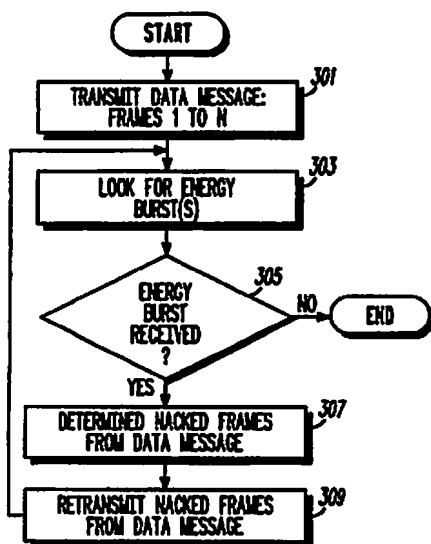 START
301
TRANSMIT DATA MESSAGE:
FRAMES 1 TO N
303
LOOK FOR ENERGY
BURST(S)
305
ENERGY
BURST
RECEIVED
?
NO
END
YES
307
DETERMINED NACKED FRAMES
FROM DATA MESSAGE
309
RETRANSMIT NACKED FRAMES
FROM DATA MESSAGE